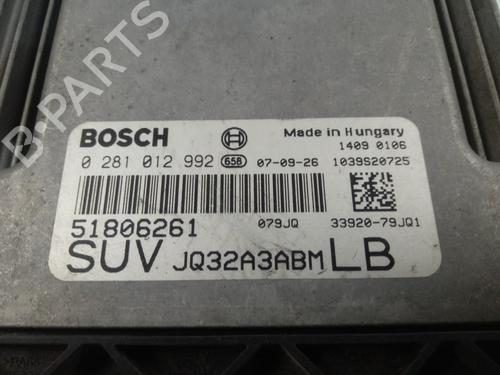 BOSCH
Made in Hungary
1409 0106
0 281 012 992 658 07-09-26 1039S20725
51806261 079JQ 33920-79JQ1
SUV JQ32A3ABM LB
B-PARTS